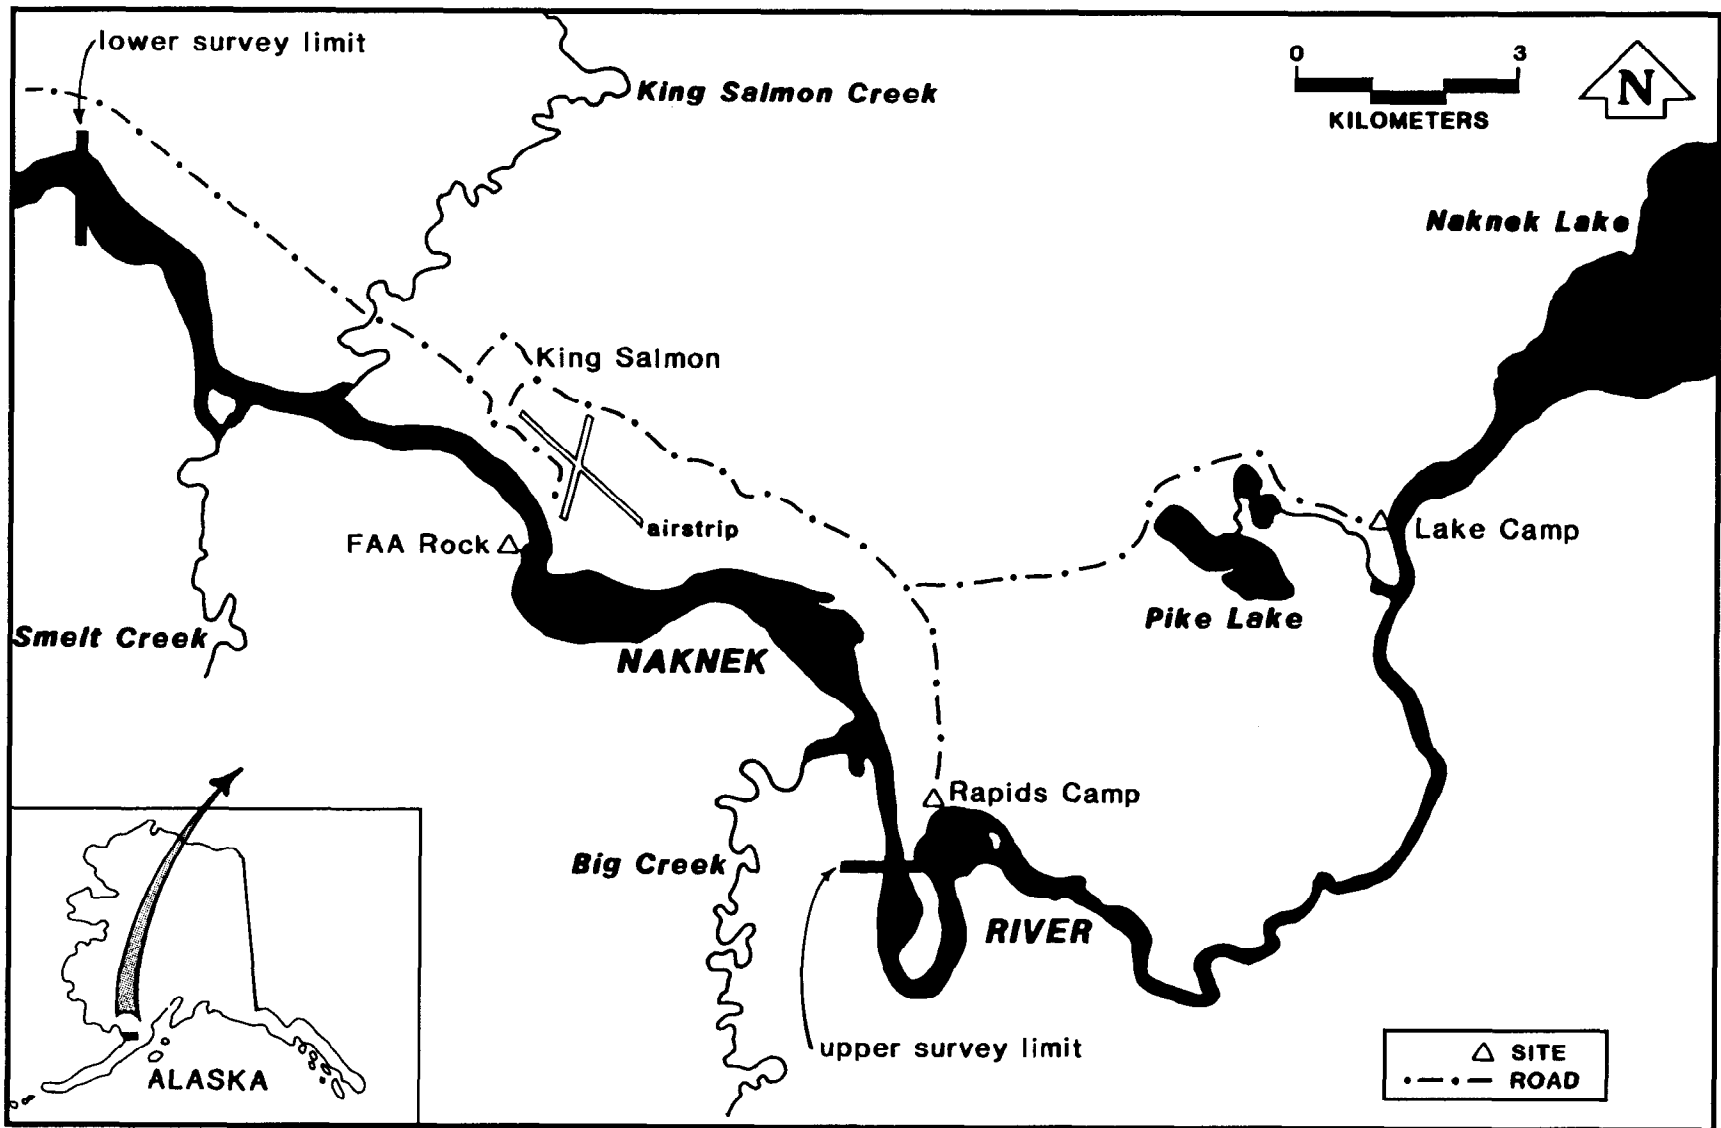 lower survey limit
King Salmon Creek
0 3
KILOMETERS
N
Naknek Lake
King Salmon
airstrip
FAA Rock
Lake Camp
Pike Lake
Smelt Creek
NAKNEK
Rapids Camp
Big Creek
RIVER
upper survey limit
ALASKA
SITE
ROAD